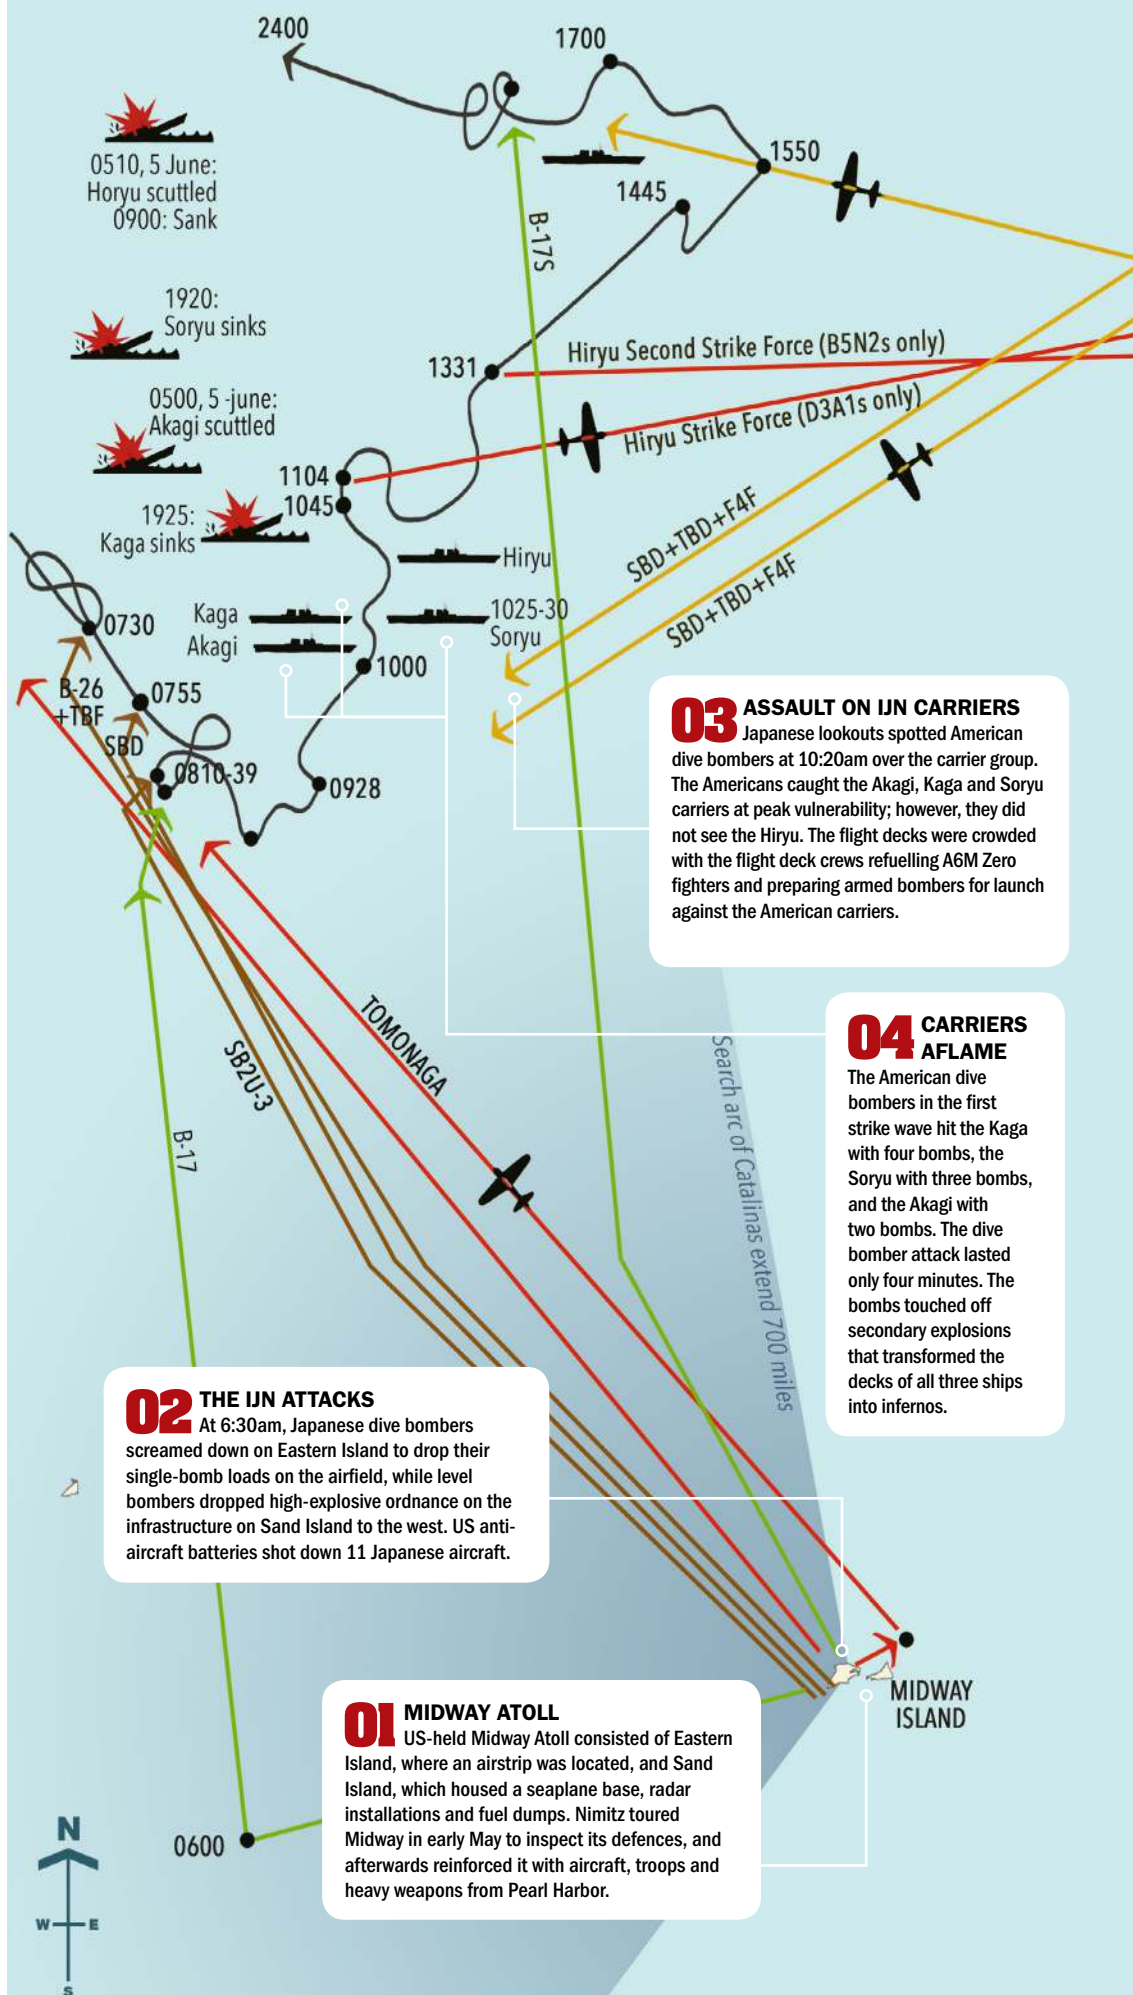 2400
1700
0510, 5 June:
Horyu scuttled
0900: Sank
1550
1445
B-17S
1920:
Soryu sinks
1331
Hiryu Second Strike Force (B5N2s only)
Hiryu Strike Force (D3A1s only)
0500, 5 -june:
Akagi scuttled
1104
1045
1925:
Kaga sinks
SBD+TBD+F4F
SBD+TBD+F4F
Hiryu
Kaga
Akagi
1025-30
Soryu
0730
1000
B-26
+TBF
0755
SBD
0810-39
0928
03 ASSAULT ON IJN CARRIERS
Japanese lookouts spotted American
dive bombers at 10:20am over the carrier group.
The Americans caught the Akagi, Kaga and Soryu
carriers at peak vulnerability; however, they did
not see the Hiryu. The flight decks were crowded
with the flight deck crews refuelling A6M Zero
fighters and preparing armed bombers for launch
against the American carriers.
TOMONAGA
SB2U-3
B-17
Search arc of Catalinas extend 700 miles
04 CARRIERS
AFLAME
The American dive
bombers in the first
strike wave hit the Kaga
with four bombs, the
Soryu with three bombs,
and the Akagi with
two bombs. The dive
bomber attack lasted
only four minutes. The
bombs touched off
secondary explosions
that transformed the
decks of all three ships
into infernos.
02 THE IJN ATTACKS
At 6:30am, Japanese dive bombers
screamed down on Eastern Island to drop their
single-bomb loads on the airfield, while level
bombers dropped high-explosive ordnance on the
infrastructure on Sand Island to the west. US anti-
aircraft batteries shot down 11 Japanese aircraft.
MIDWAY
ISLAND
01 MIDWAY ATOLL
US-held Midway Atoll consisted of Eastern
Island, where an airstrip was located, and Sand
Island, which housed a seaplane base, radar
installations and fuel dumps. Nimitz toured
Midway in early May to inspect its defences, and
afterwards reinforced it with aircraft, troops and
heavy weapons from Pearl Harbor.
0600
N
W E
S